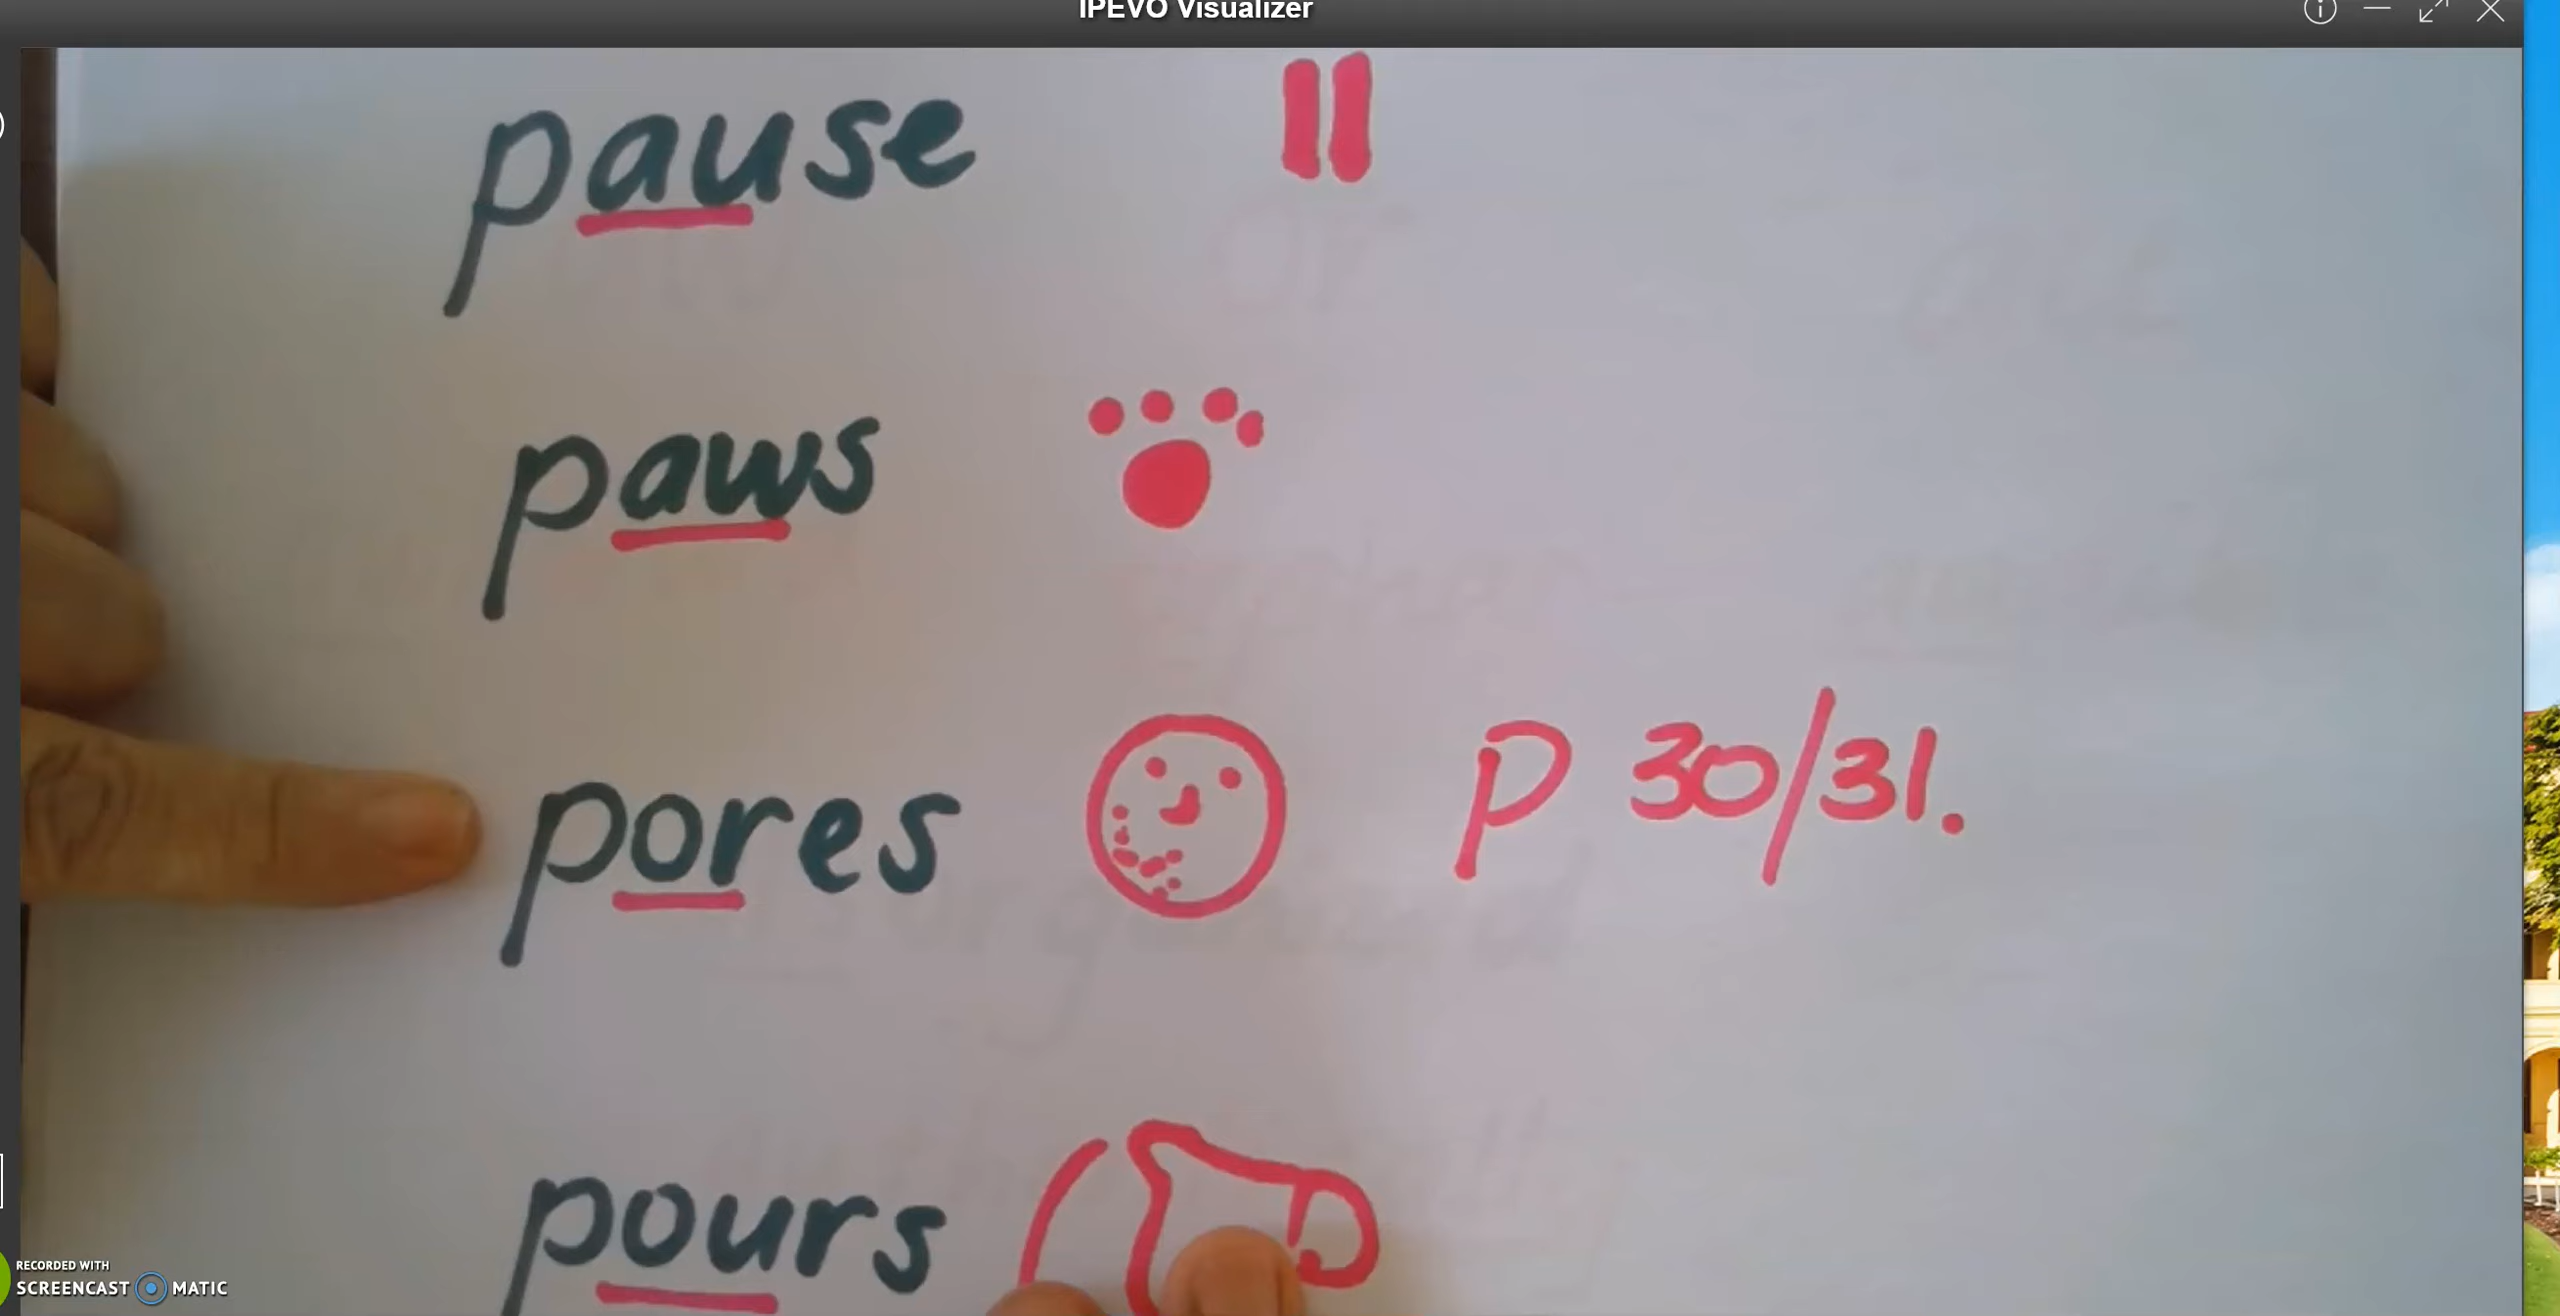 IPEVO Visualizer
pause
paws
pores p 30/31.
pours
RECORDED WITH
SCREENCAST MATIC